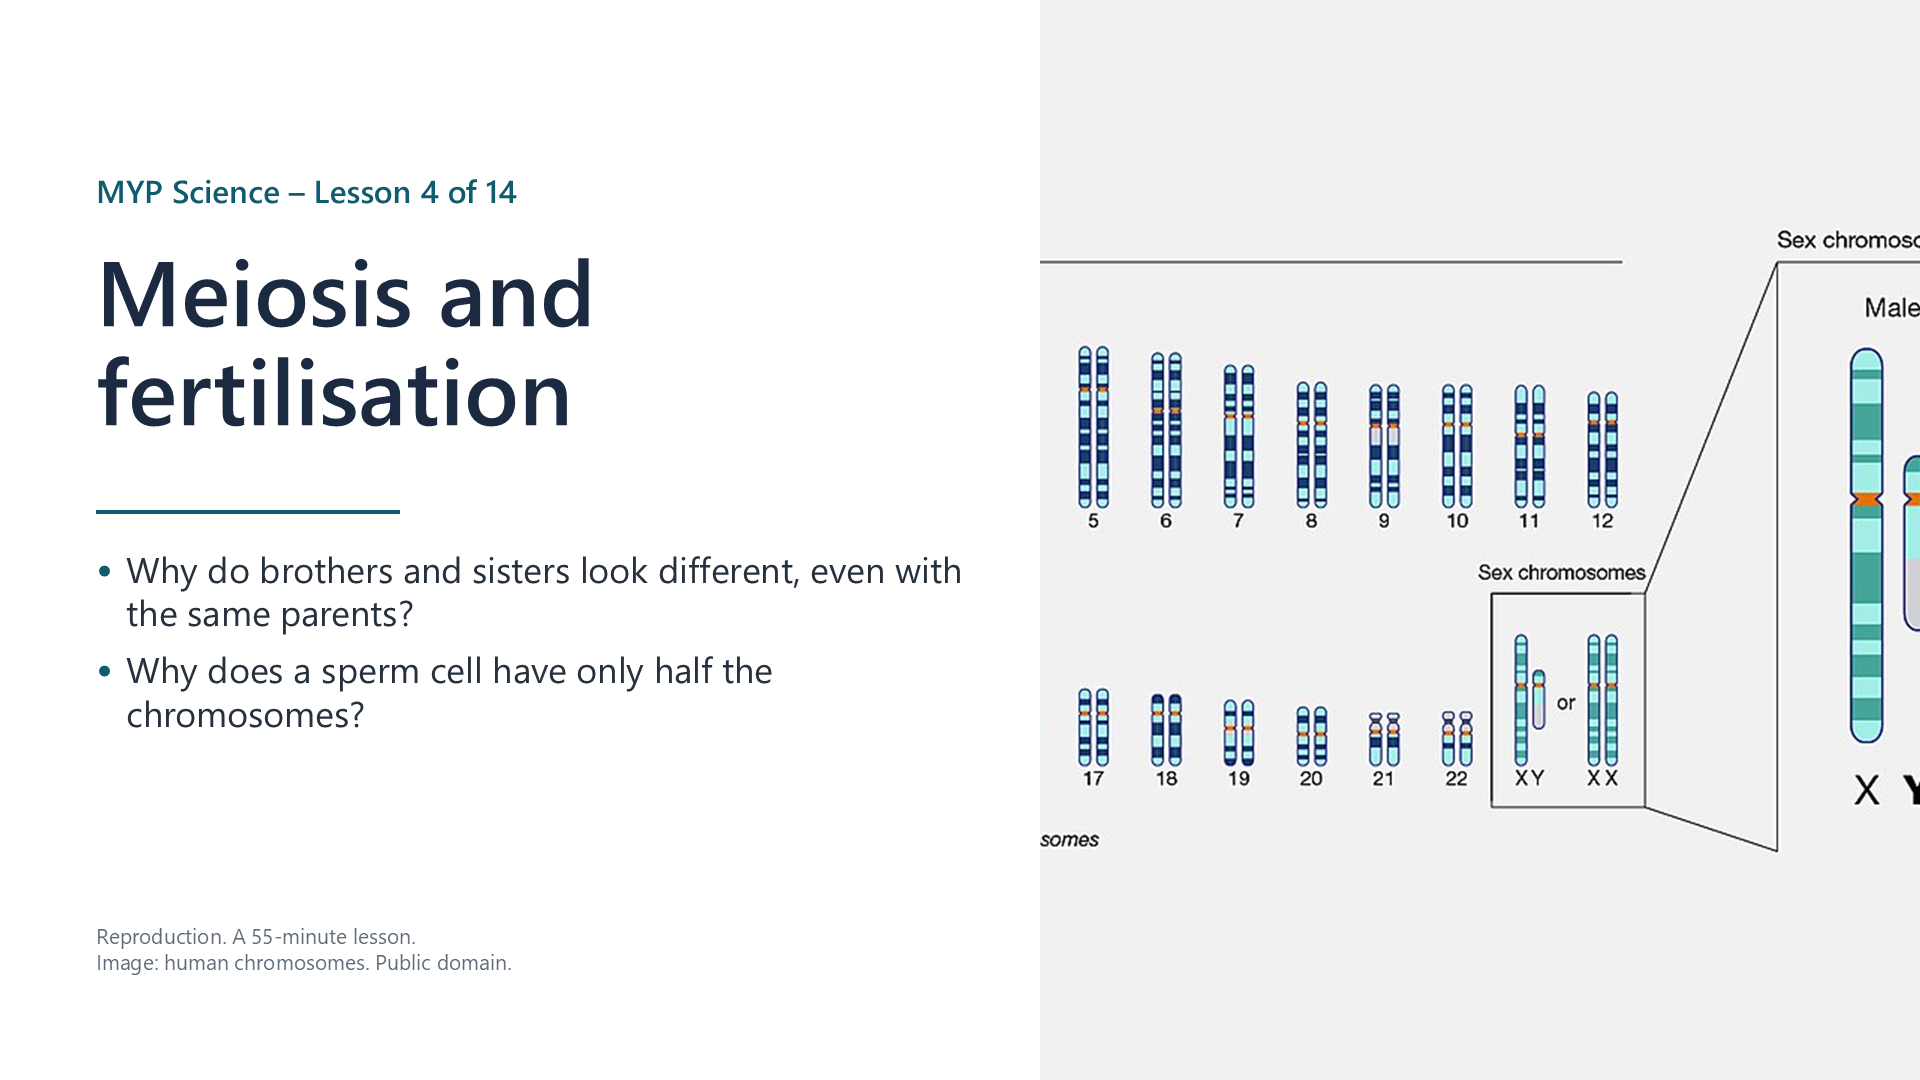 MYP Science – Lesson 4 of 14
Meiosis and
fertilisation
• Why do brothers and sisters look different, even with
the same parents?
• Why does a sperm cell have only half the
chromosomes?
Reproduction. A 55-minute lesson.
Image: human chromosomes. Public domain.
Sex chromoso
Male
5 6 7 8 9 10 11 12
Sex chromosomes
or
17 18 19 20 21 22 X Y X X
X Y
somes